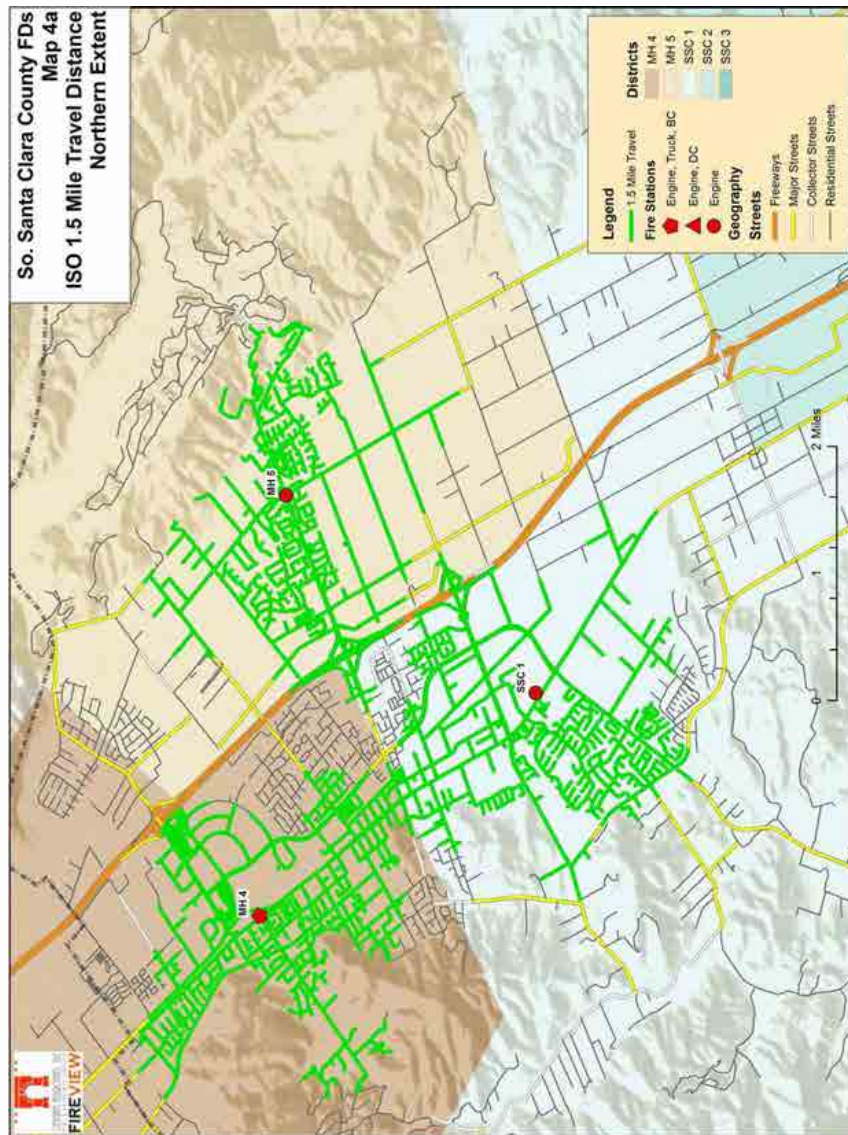 So. Santa Clara County FDs
Map 4a
ISO 1.5 Mile Travel Distance
Northern Extent
MH 5
MH 4
SSC 1
0
1
2 Miles
Legend
1.5 Mile Travel
Fire Stations
Engine, Truck, BC
Engine, DC
Engine
Geography
Streets
Freeways
Major Streets
Collector Streets
Residential Streets
Districts
MH 4
MH 5
SSC 1
SSC 2
SSC 3
FIREVIEW